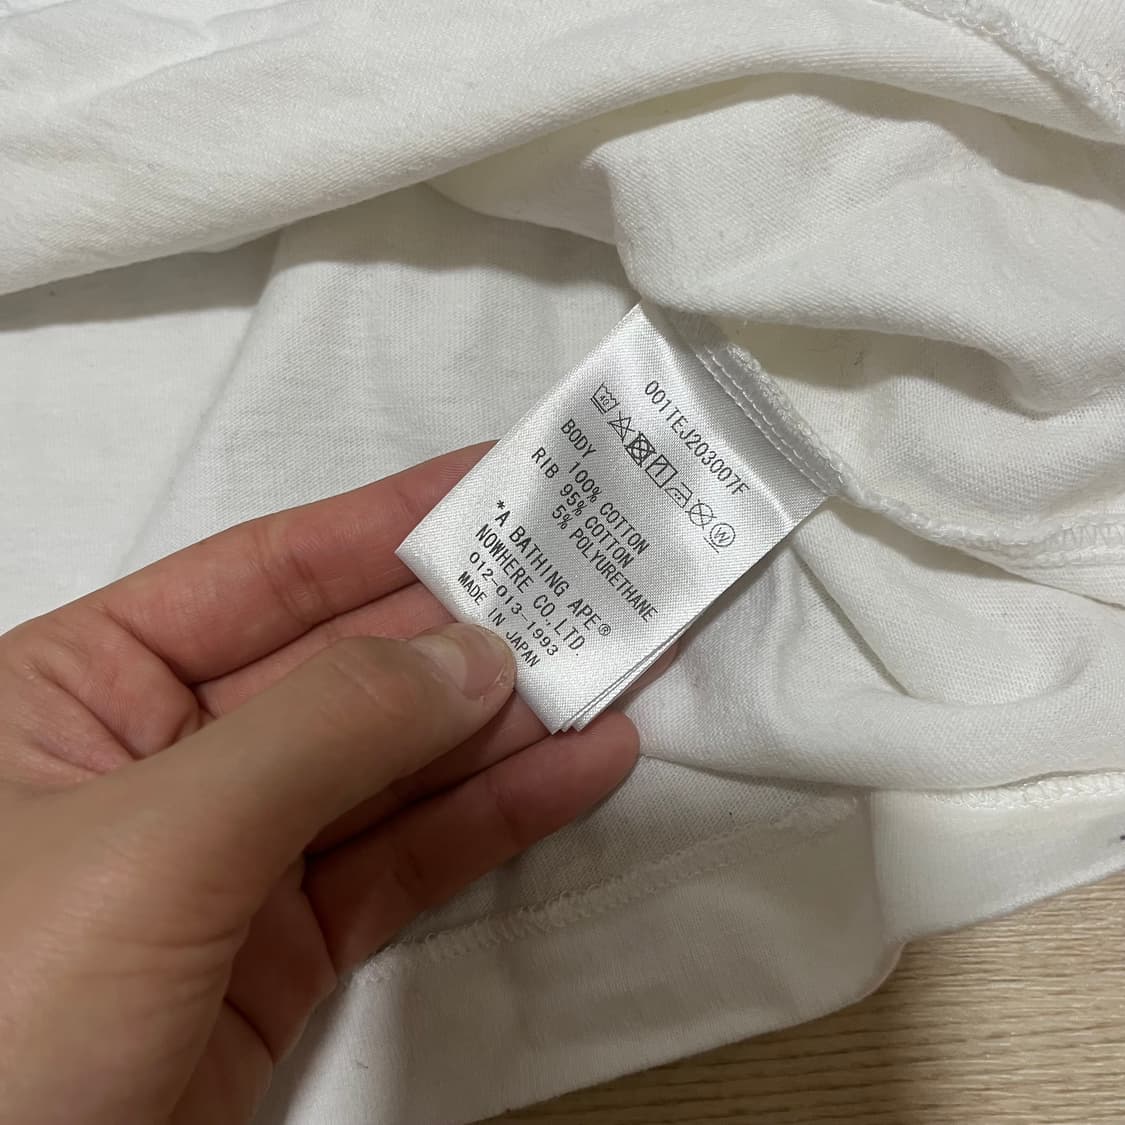 001TEJ203007F
40 W
BODY 100% COTTON
RIB 95% COTTON
5% POLYURETHANE
*A BATHING APE®
NOWHERE CO.,LTD.
012-013-1993
MADE IN JAPAN